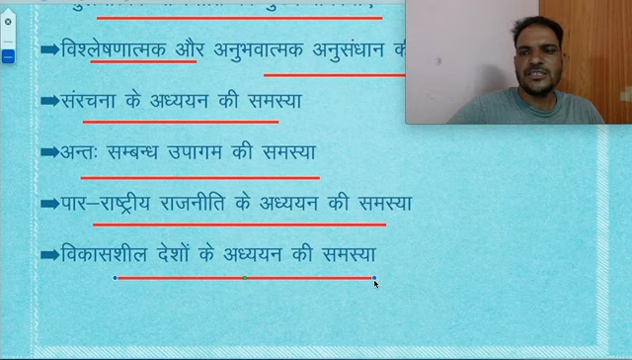 ➡विश्लेषणात्मक और अनुभवात्मक अनुसंधान
➡संरचना के अध्ययन की समस्या
➡अन्तः सम्बन्ध उपागम की समस्या
➡पार–राष्ट्रीय राजनीति के अध्ययन की समस्या
➡विकासशील देशों के अध्ययन की समस्या